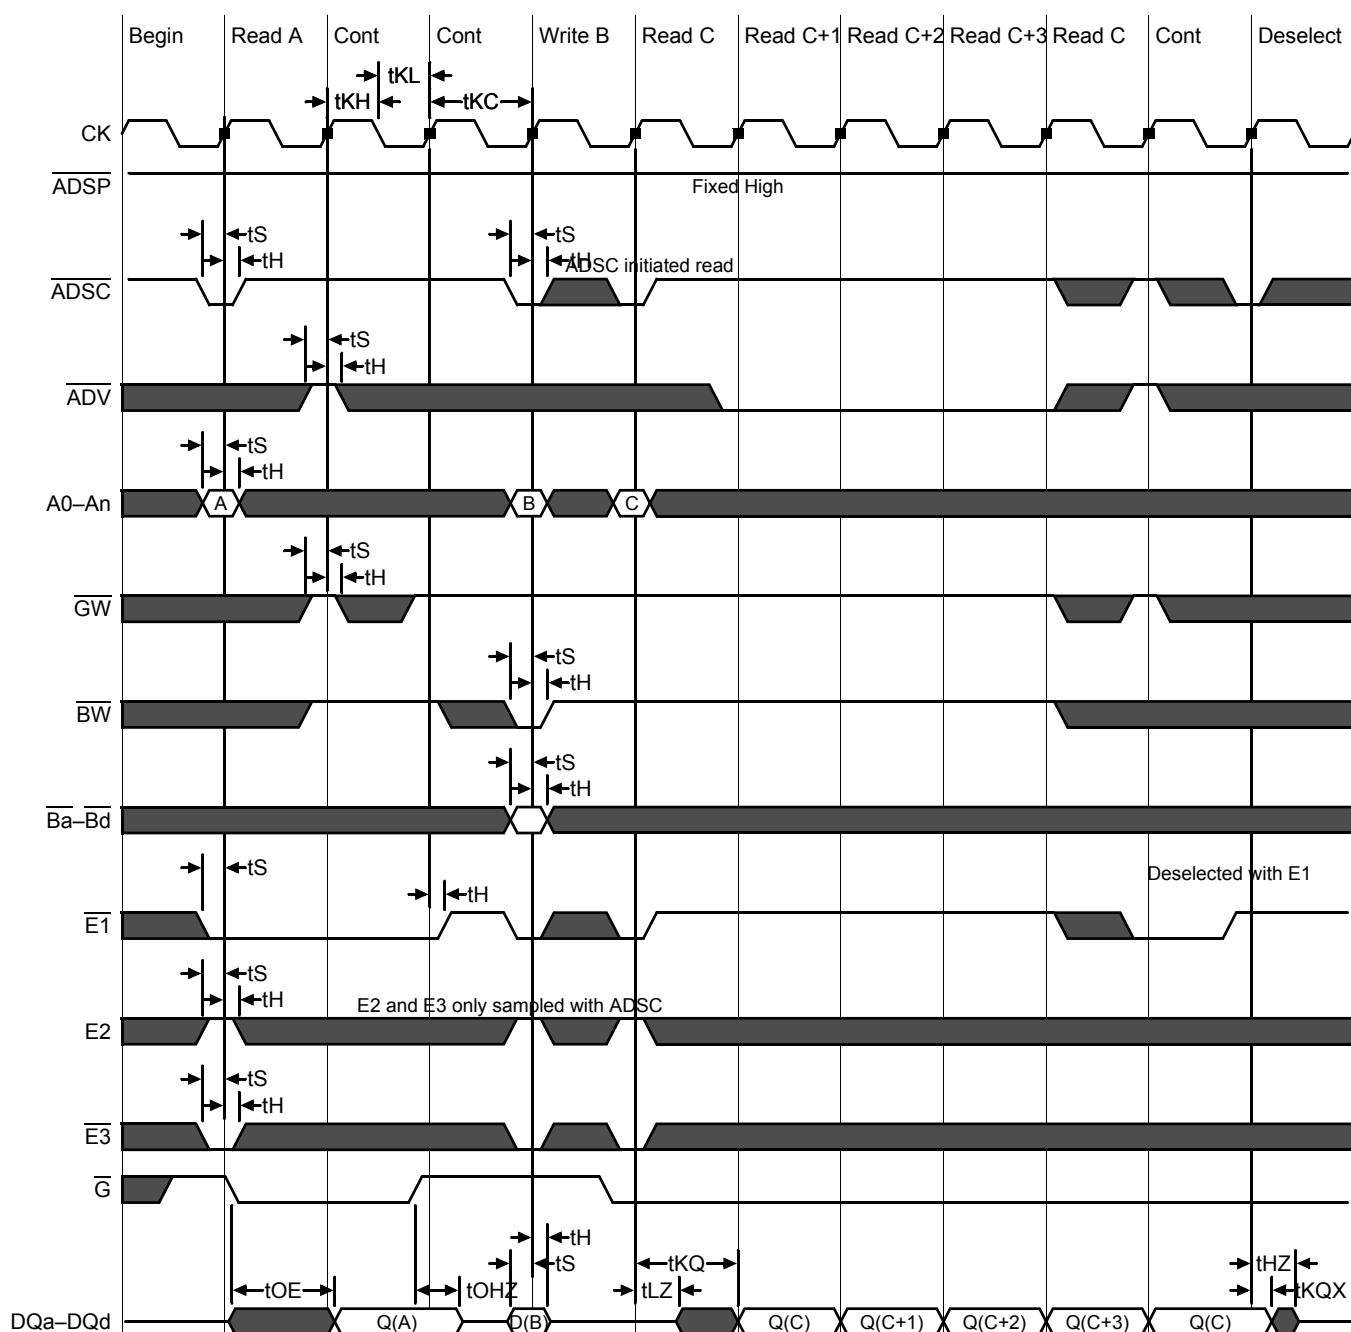 Begin Read A Cont Cont Write B Read C Read C+1 Read C+2 Read C+3 Read C Cont Deselect
tKL
tKH tKC
CK
ADSP
Fixed High
tS tS
tH tH
ADSC initiated read
ADSC
tS
tH
ADV
tS
tH
A0–An A B C
tS
tH
GW
tS
tH
BW
tS
tH
Ba–Bd
tS
Deselected with E1
tH
E1
tS
tH
E2 and E3 only sampled with ADSC
E2
tS
tH
E3
G
tH
tS tKQ tHZ
tOE tOHZ tLZ tKQX
DQa–DQd Q(A) D(B) Q(C) Q(C+1) Q(C+2) Q(C+3) Q(C)